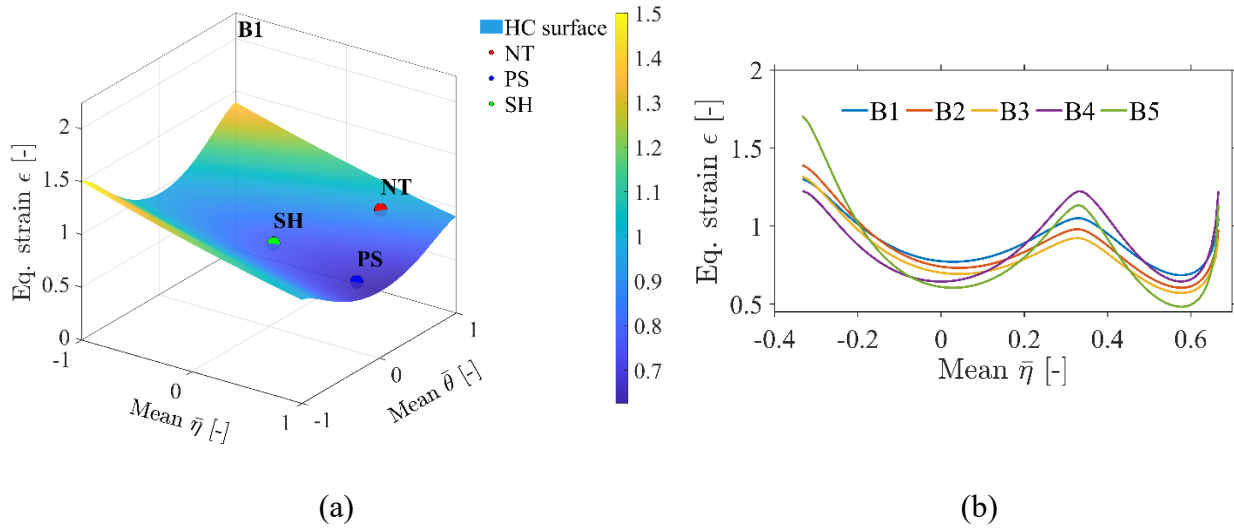 B1
HC surface
NT
PS
SH
NT
SH
PS
Eq. strain ϵ [-]
2
1.5
1
0.5
0
-1
0
1
Mean η̄ [-]
-1
0
1
Mean θ̄ [-]
1.5
1.4
1.3
1.2
1.1
1
0.9
0.8
0.7
(a)
Eq. strain ϵ [-]
2
1.5
1
0.5
B1 B2 B3 B4 B5
-0.4 -0.2 0 0.2 0.4 0.6
Mean η̄ [-]
(b)